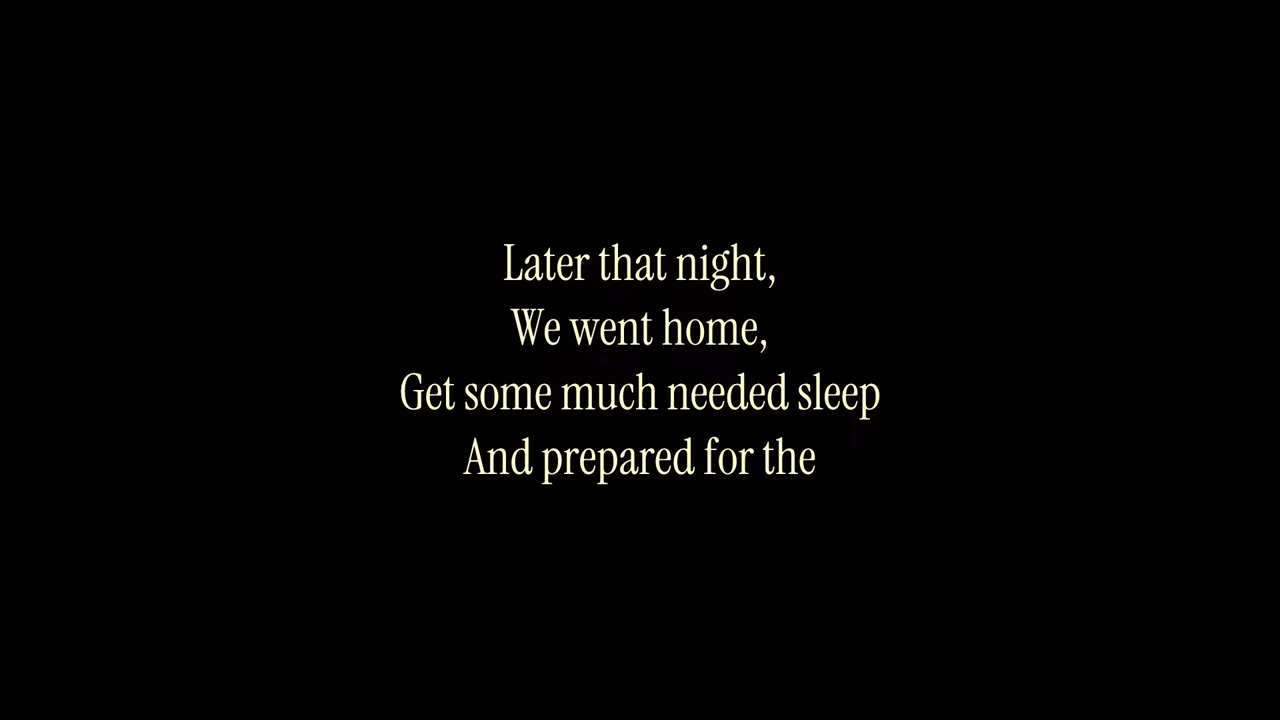 Later that night,
We went home,
Get some much needed sleep
And prepared for the